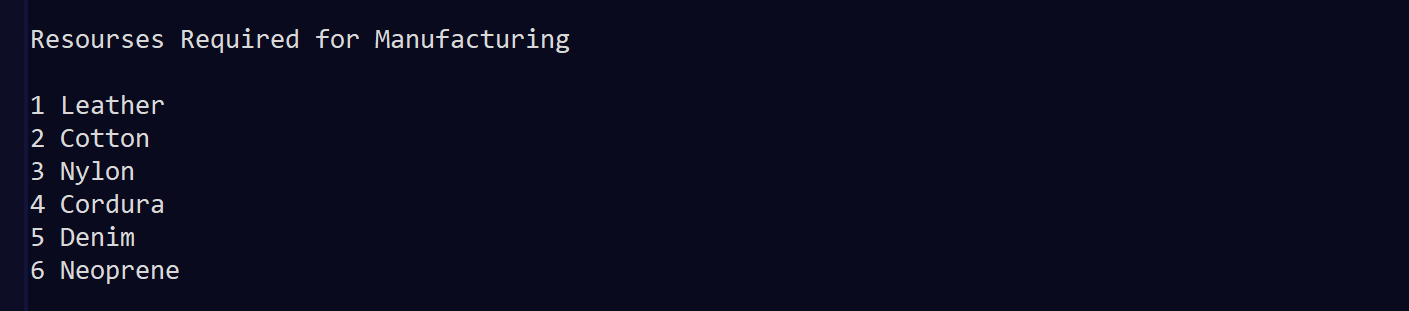 Resourses Required for Manufacturing
1 Leather
2 Cotton
3 Nylon
4 Cordura
5 Denim
6 Neoprene